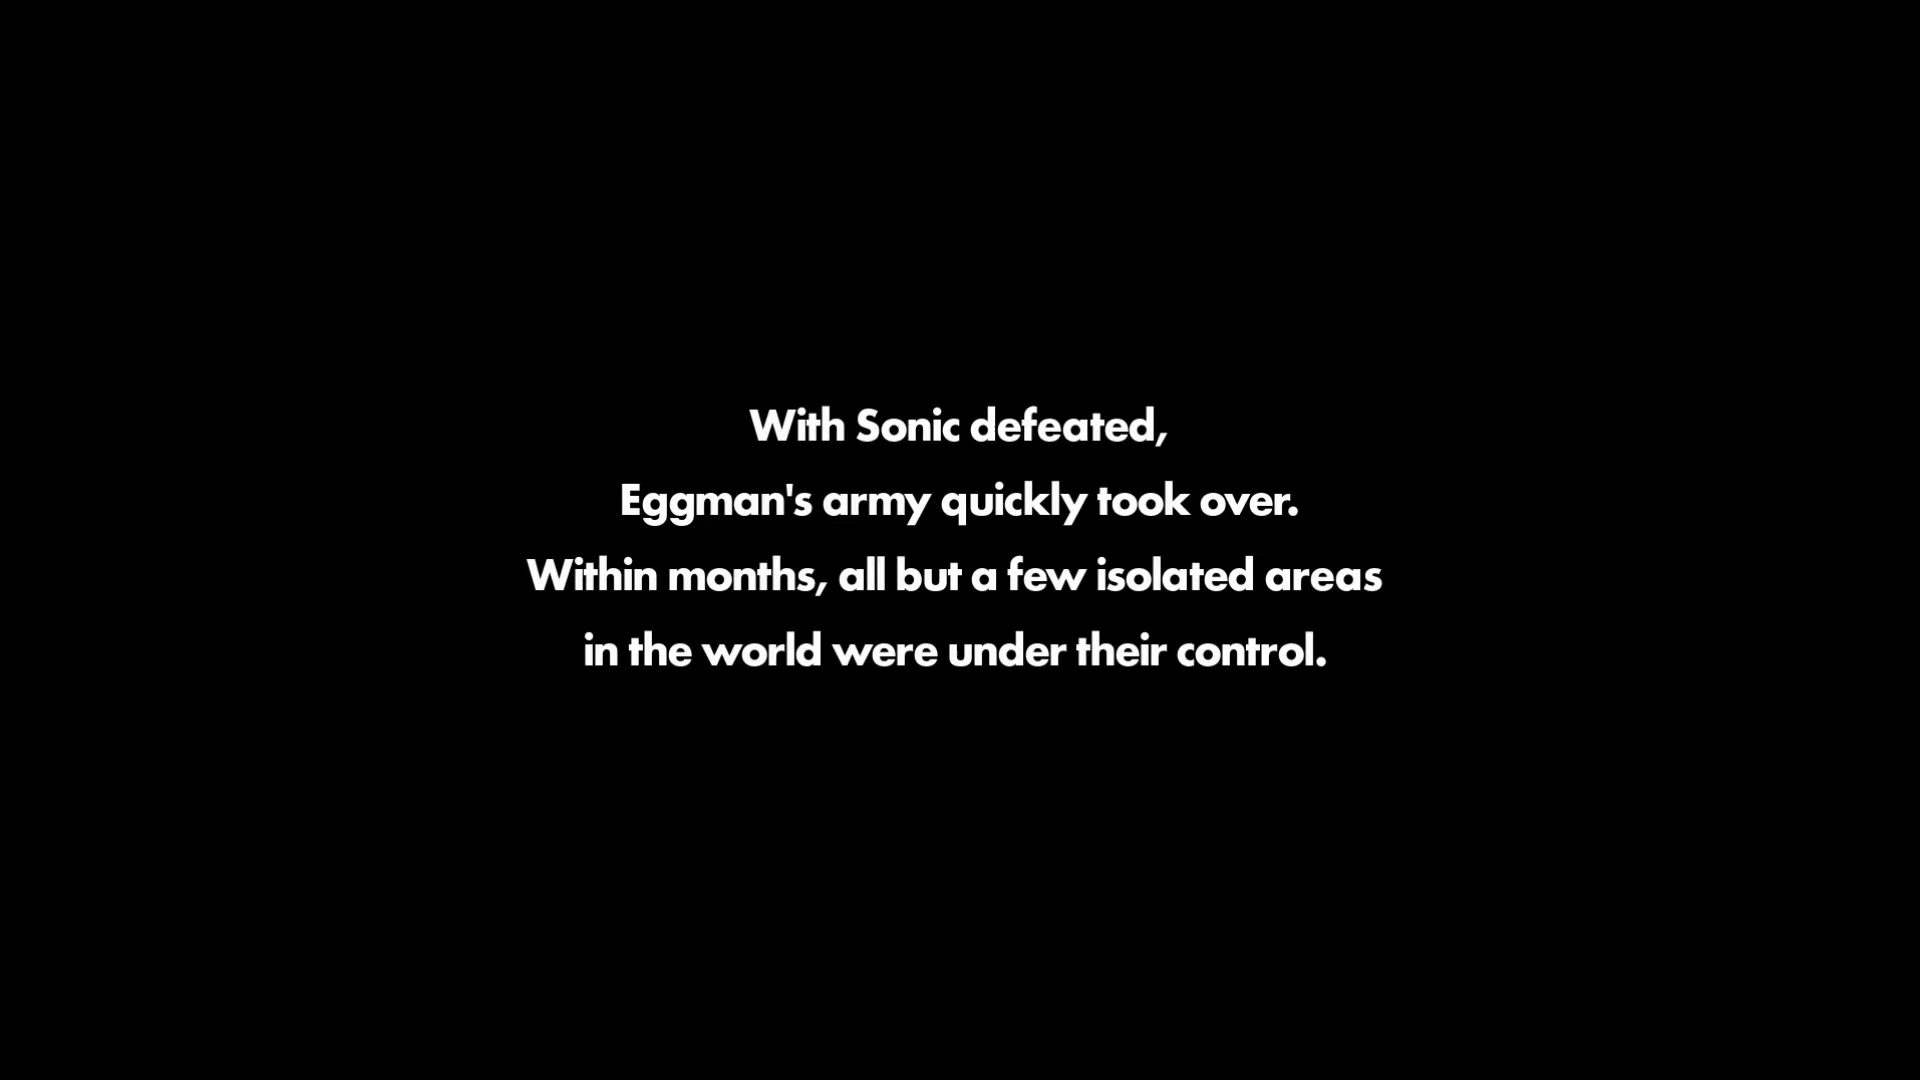 With Sonic defeated,
Eggman's army quickly took over.
Within months, all but a few isolated areas
in the world were under their control.